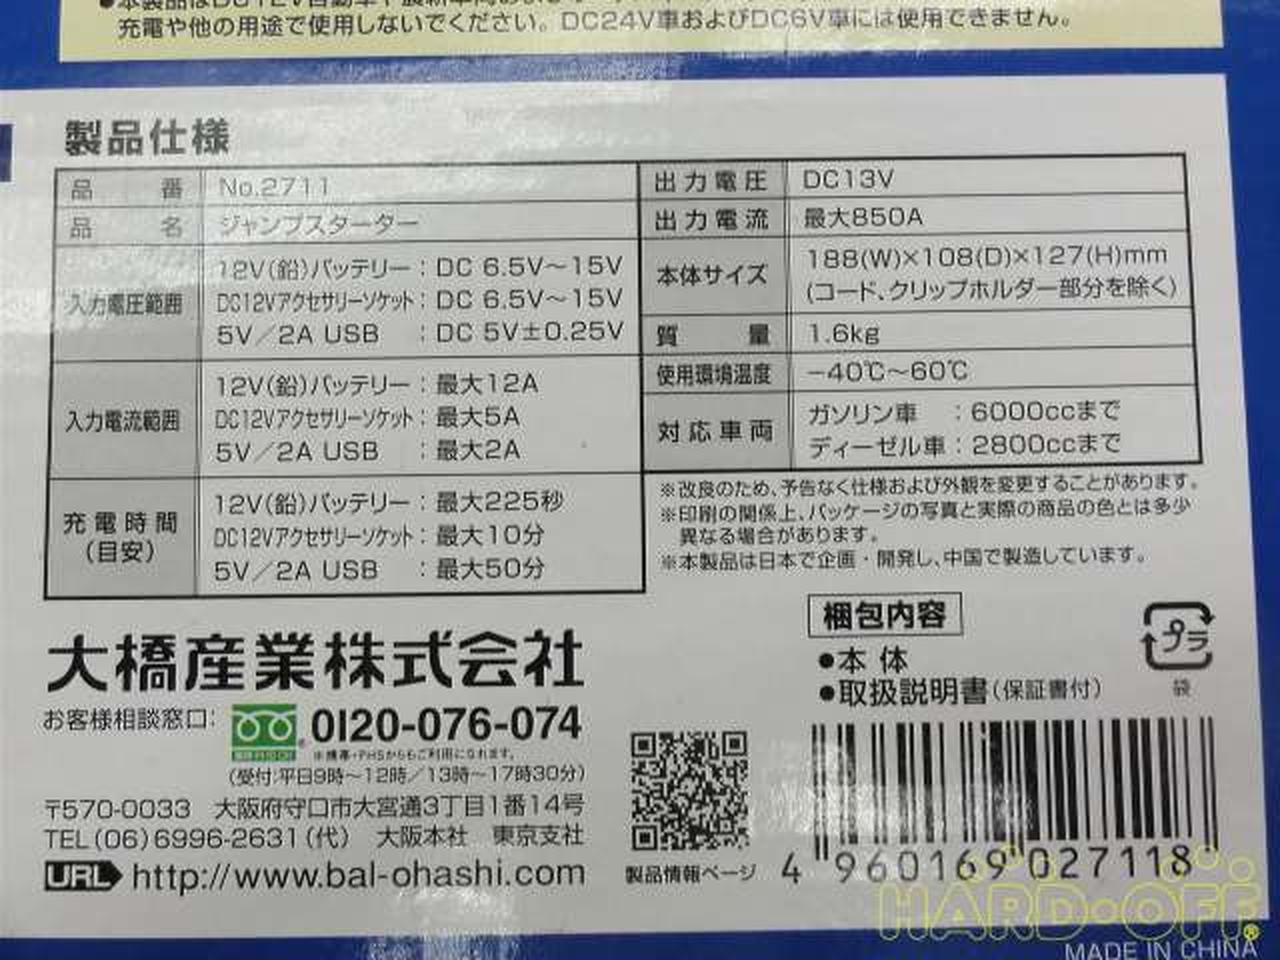 充電や他の用途で使用しないでください。DC24V車およびDC6V車には使用できません。
製品仕様
品番 No.2711
品名 ジャンプスターター
入力電圧範囲
12V(鉛)バッテリー：DC 6.5V～15V
DC12Vアクセサリーソケット：DC 6.5V～15V
5V／2A USB ：DC 5V±0.25V
入力電流範囲
12V(鉛)バッテリー：最大12A
DC12Vアクセサリーソケット：最大5A
5V／2A USB ：最大2A
充電時間
(目安)
12V(鉛)バッテリー：最大225秒
DC12Vアクセサリーソケット：最大10分
5V／2A USB ：最大50分
出力電圧 DC13V
出力電流 最大850A
本体サイズ
188(W)×108(D)×127(H)mm
(コード、クリップホルダー部分を除く)
質量 1.6kg
使用環境温度 −40℃～60℃
対応車両
ガソリン車 ：6000ccまで
ディーゼル車：2800ccまで
※改良のため、予告なく仕様および外観を変更することがあります。
※印刷の関係上、パッケージの写真と実際の商品の色とは多少
異なる場合があります。
※本製品は日本で企画・開発し、中国で製造しています。
大橋産業株式会社
お客様相談窓口：0120-076-074
※携帯・PHSからもご利用になれます。
(受付:平日9時～12時／13時～17時30分)
〒570-0033 大阪府守口市大宮通3丁目1番14号
TEL(06)6996-2631(代) 大阪本社 東京支社
URL http://www.bal-ohashi.com
製品情報ページ
梱包内容
●本体
●取扱説明書(保証書付)
プラ
袋
4 960169 027118
HARD・OFF
MADE IN CHINA